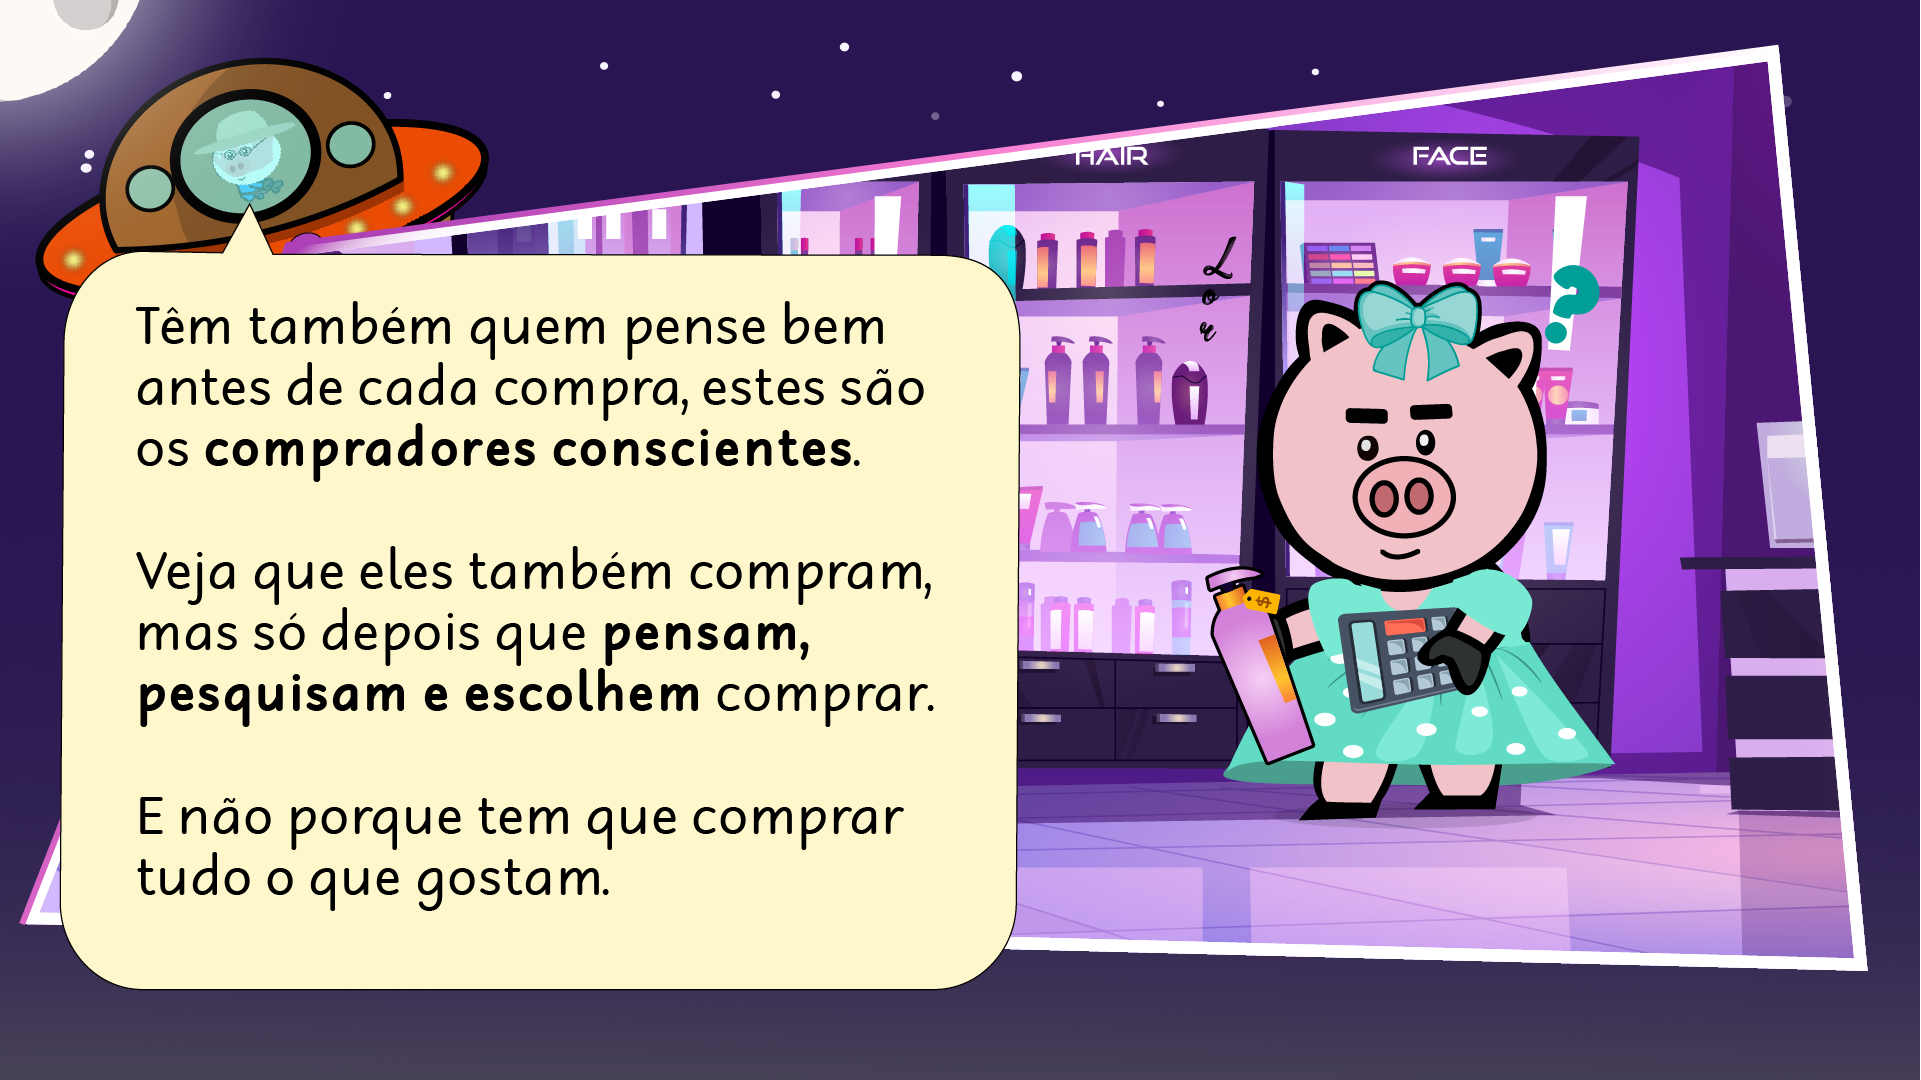 HAIR
FACE
Têm também quem pense bem
antes de cada compra, estes são
os compradores conscientes.
Veja que eles também compram,
mas só depois que pensam,
pesquisam e escolhem comprar.
E não porque tem que comprar
tudo o que gostam.
L
o
r
?
$